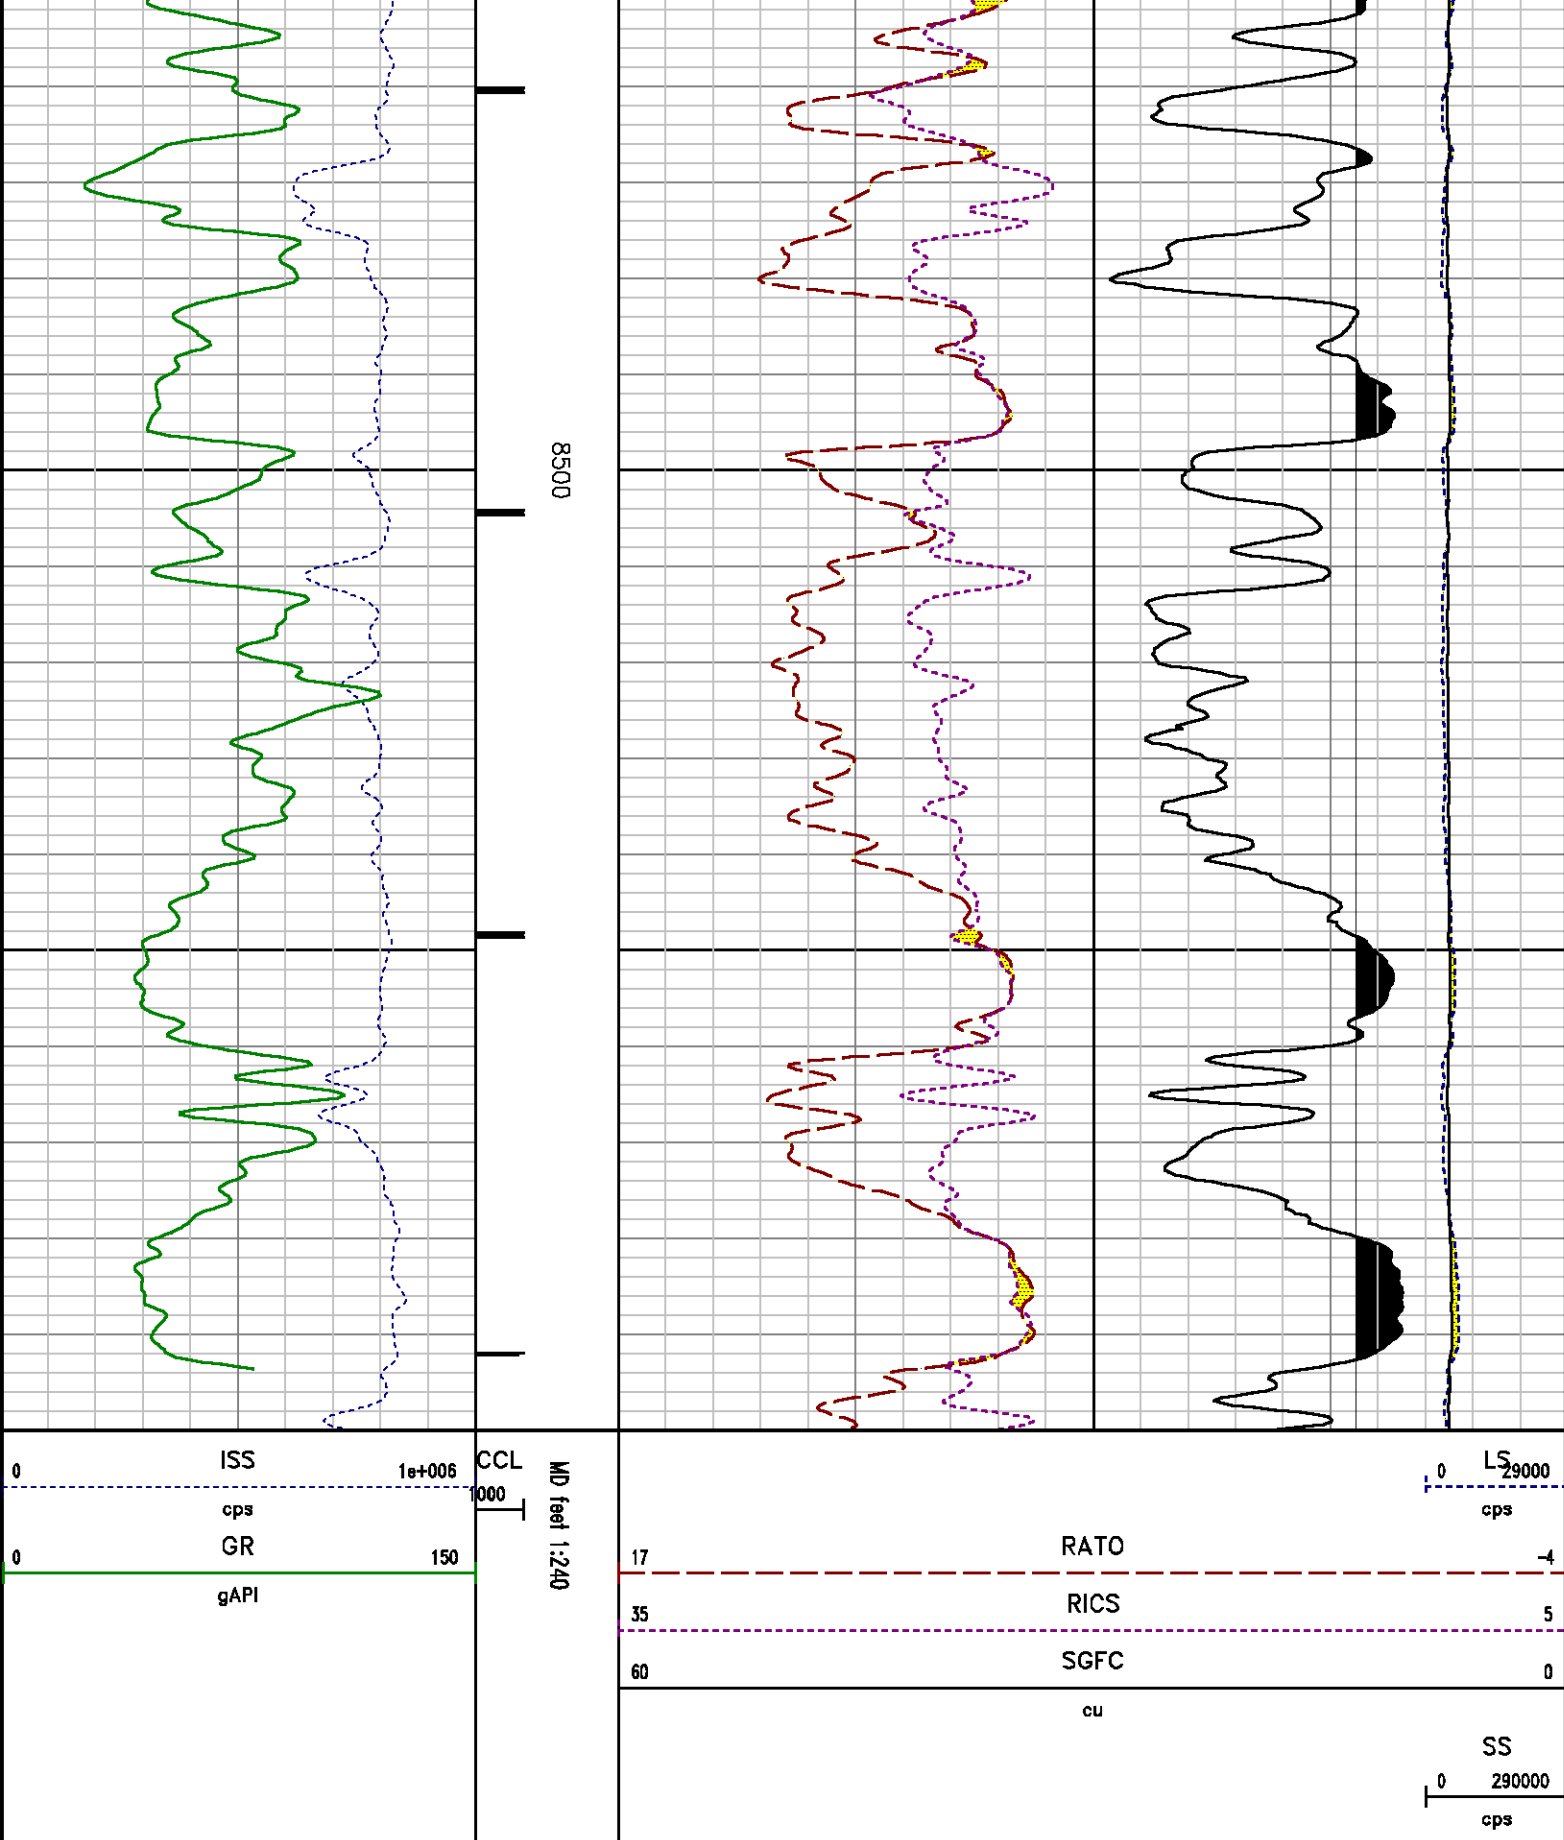 8500
ISS
0 1e+006
cps
GR
0 150
gAPI
CCL
1000
MD feet 1:240
LS
0 29000
cps
RATO
17 -4
RICS
35 5
SGFC
60 0
cu
SS
0 290000
cps